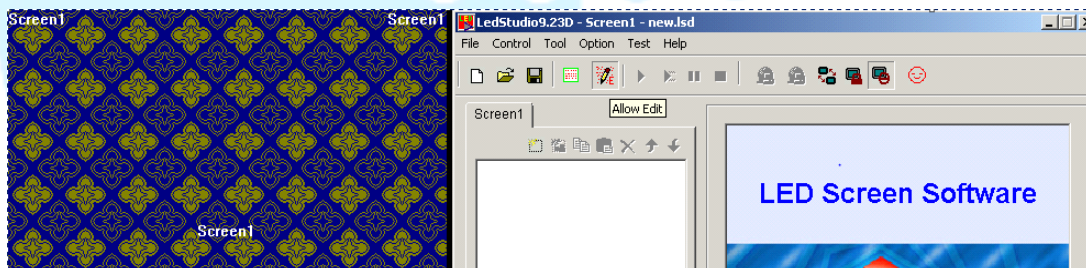 Screen1
Screen1
Screen1
LedStudio9.23D - Screen1 - new.lsd
File Control Tool Option Test Help
Allow Edit
Screen1
LED Screen Software